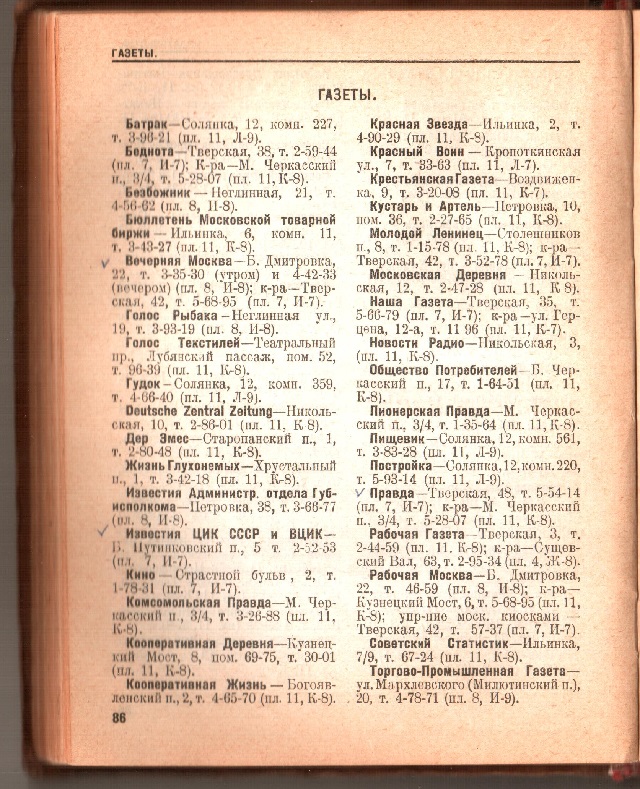 ГАЗЕТЫ.
ГАЗЕТЫ.
Батрак—Солянка, 12, комн. 227,
т. 3-96-21 (пл. 11, Л-9).
Беднота—Тверская, 38, т. 2-59-44
(пл. 7, И-7); К-ра—М. Черкасский
п., 3/4, т. 5-28-07 (пл. 11, К-8).
Безбожник — Неглинная, 21, т.
4-56-62 (пл. 8, И-8).
Бюллетень Московской товарной
биржи — Ильинка, 6, комн. 11,
т. 3-43-27 (пл. 11, К-8).
Вечерняя Москва—Б. Дмитровка,
22, т. 3-35-30 (утром) и 4-42-33
(вечером) (пл. 8, И-8); к-ра—Твер-
ская, 42, т. 5-68-95 (пл. 7, И-7).
Голос Рыбака — Неглинная ул.,
19, т. 3-93-19 (пл. 8, И-8).
Голос Текстилей—Театральный
пр., Лубянский пассаж, пом. 52,
т. 96-39 (пл. 11, К-8).
Гудок — Солянка, 12, комн. 359,
т. 4-66-40 (пл. 11, Л-9).
Deutsche Zentral Zeitung—Николь-
ская, 10, т. 2-86-01 (пл. 11, К-8).
Дер Эмес—Старопанский п., 1,
т. 2-80-48 (пл. 11, К-8).
Жизнь Глухонемых—Хрустальный
п., 1, т. 3-42-18 (пл. 11, К-8).
Известия Администр. отдела Губ-
исполкома—Петровка, 38, т. 3-66-77
(пл. 8, И-8).
Известия ЦИК СССР и ВЦИК—
Б. Путинковский п., 5 т. 2-52-53
(пл. 7, И-7).
Кино — Страстной бульв , 2, т.
1-78-31 (пл. 7, И-7).
Комсомольская Правда—М. Чер-
касский п., 3/4, т. 3-26-88 (пл. 11,
К-8).
Кооперативная Деревня—Кузнец-
кий Мост, 8, пом. 69-75, т. 30-01
(пл. 11, К-8).
Кооперативная Жизнь — Богояв-
ленский п., 2, т. 4-65-70 (пл. 11, К-8).
86
Красная Звезда—Ильинка, 2, т.
4-90-29 (пл. 11, К-8).
Красный Воин — Кропоткинская
ул., 7, т. 33-63 (пл. 11, Л-7).
Крестьянская Газета—Воздвижен-
ка, 9, т. 3-20-08 (пл. 11, К-7).
Кустарь и Артель—Петровка, 10,
пом. 36, т. 2-27-65 (пл. 11, К-8).
Молодой Ленинец—Столешников
п., 8, т. 1-15-78 (пл. 11, К-8); к-ра—
Тверская, 42, т. 3-52-78 (пл. 7, И-7).
Московская Деревня — Николь-
ская, 12, т. 2-47-28 (пл. 11, К 8).
Наша Газета—Тверская, 35, т.
5-66-79 (пл. 7, И-7); к-ра—ул. Гер-
цена, 12-а, т. 11 96 (пл. 11, К-7).
Новости Радио—Никольская, 3,
(пл. 11, К-8).
Общество Потребителей—Б. Чер-
касский п., 17, т. 1-64-51 (пл. 11,
К-8).
Пионерская Правда—М. Черкас-
ский п., 3/4, т. 1-35-64 (пл. 11, К-8).
Пищевик—Солянка, 12, комн. 561,
т. 3-83-28 (пл. 11, Л-9).
Постройка—Солянка, 12, комн. 220,
т. 5-93-14 (пл. 11, Л-9).
Правда—Тверская, 48, т. 5-54-14
(пл. 7, И-7); к-ра—М. Черкасский
п., 3/4, т. 5-28-07 (пл. 11, К-8).
Рабочая Газета—Тверская, 3, т.
2-44-59 (пл. 11. К-8); к-ра—Сущев-
ский Вал, 63, т. 2-95-34 (пл. 4, Ж-8).
Рабочая Москва—Б. Дмитровка,
22, т. 46-59 (пл. 8, И-8); к-ра—
Кузнецкий Мост, 6, т. 5-68-95 (пл. 11,
К-8); упр-ние моск. киосками —
Тверская, 42, т. 57-37 (пл. 7, И-7).
Советский Статистик—Ильинка,
7/9, т. 67-24 (пл. 11, К-8).
Торгово-Промышленная Газета—
ул. Мархлевского (Милютинский п.),
20, т. 4-78-71 (пл. 8, И-9).